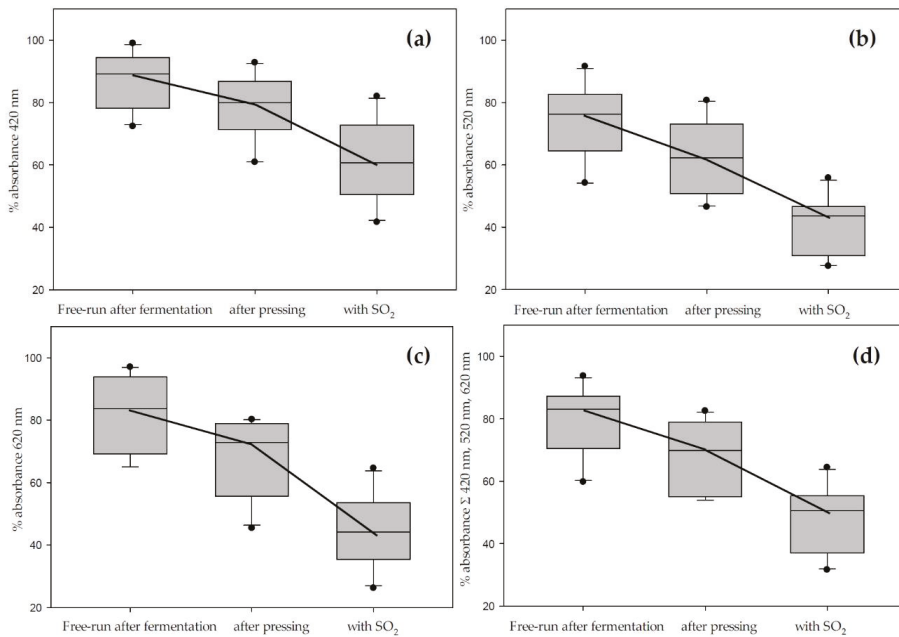 (a)
% absorbance 420 nm
100
80
60
40
20
Free-run after fermentation after pressing with SO₂
(b)
% absorbance 520 nm
100
80
60
40
20
Free-run after fermentation after pressing with SO₂
(c)
% absorbance 620 nm
100
80
60
40
20
Free-run after fermentation after pressing with SO₂
(d)
% absorbance Σ 420 nm, 520 nm, 620 nm
100
80
60
40
20
Free-run after fermentation after pressing with SO₂